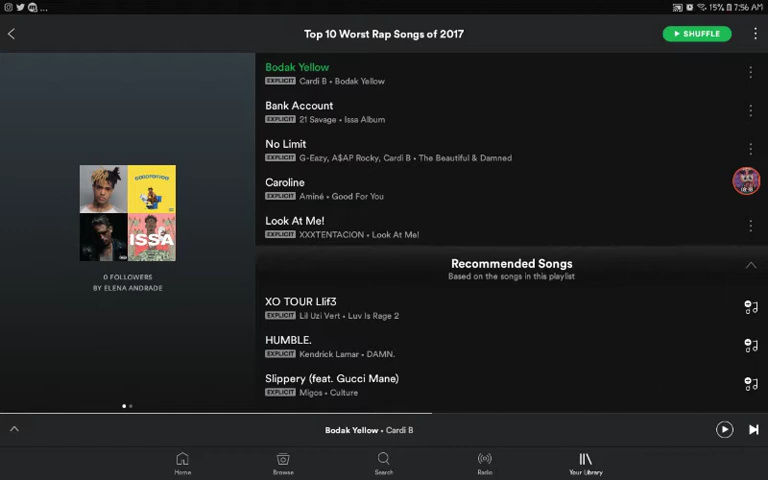 ... 15% 7:56 AM
Top 10 Worst Rap Songs of 2017
SHUFFLE
Bodak Yellow
EXPLICIT Cardi B • Bodak Yellow
Bank Account
EXPLICIT 21 Savage • Issa Album
No Limit
EXPLICIT G-Eazy, A$AP Rocky, Cardi B • The Beautiful & Damned
Caroline
EXPLICIT Aminé • Good For You
Look At Me!
EXPLICIT XXXTENTACION • Look At Me!
ISSA
0 FOLLOWERS
BY ELENA ANDRADE
Recommended Songs
Based on the songs in this playlist
XO TOUR Llif3
EXPLICIT Lil Uzi Vert • Luv Is Rage 2
HUMBLE.
EXPLICIT Kendrick Lamar • DAMN.
Slippery (feat. Gucci Mane)
EXPLICIT Migos • Culture
Bodak Yellow • Cardi B
Home Browse Search Radio Your Library